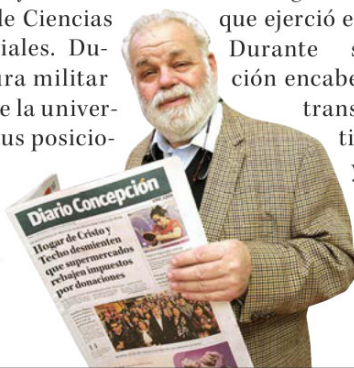 de Ciencias
iales. Du-
ura militar
e la univer-
us posicio-
que ejerció e
Durante s
ción encabe
trans
ti
y
Diario Concepción
Hogar de Cristo y
Techo desmienten
que supermercados
rebajen impuestos
por donaciones
14